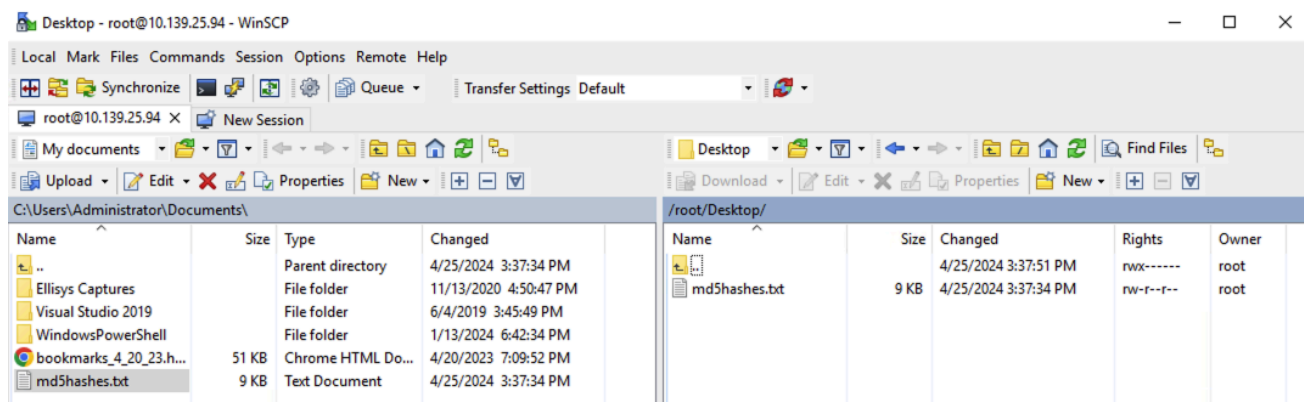 Desktop - root@10.139.25.94 - WinSCP
Local Mark Files Commands Session Options Remote Help
Synchronize Queue Transfer Settings Default
root@10.139.25.94 New Session
My documents Desktop Find Files
Upload Edit Properties New Download Edit Properties New
C:\Users\Administrator\Documents\ /root/Desktop/
Name Size Type Changed Name Size Changed Rights Owner
.. Parent directory 4/25/2024 3:37:34 PM .. 4/25/2024 3:37:51 PM rwx------ root
Ellisys Captures File folder 11/13/2020 4:50:47 PM md5hashes.txt 9 KB 4/25/2024 3:37:34 PM rw-r--r-- root
Visual Studio 2019 File folder 6/4/2019 3:45:49 PM
WindowsPowerShell File folder 1/13/2024 6:42:34 PM
bookmarks_4_20_23.h... 51 KB Chrome HTML Do... 4/20/2023 7:09:52 PM
md5hashes.txt 9 KB Text Document 4/25/2024 3:37:34 PM